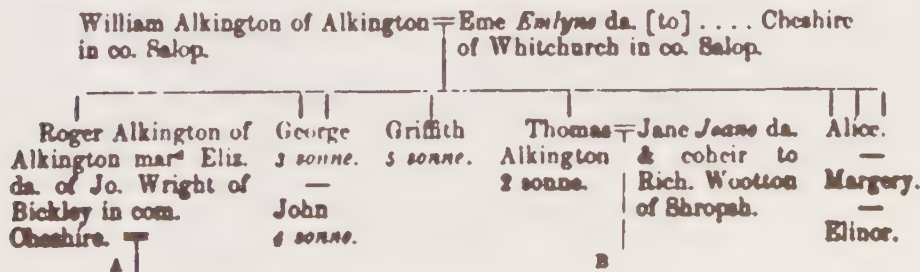 William Alkington of Alkington = Eme Emlyne da. [to] .... Cheshire
in co. Salop. of Whitchurch in co. Salop.
Roger Alkington of
Alkington mar^d Eliz.
da. of Jo. Wright of
Bickley in com.
Cheshire.
A
George
3 sonne.
—
John
4 sonne.
Griffith
5 sonne.
Thomas = Jane Joane da.
Alkington & coheir to
2 sonne. Rich. Wootton
of Shropsh.
B
Alice.
—
Margery.
—
Elinor.